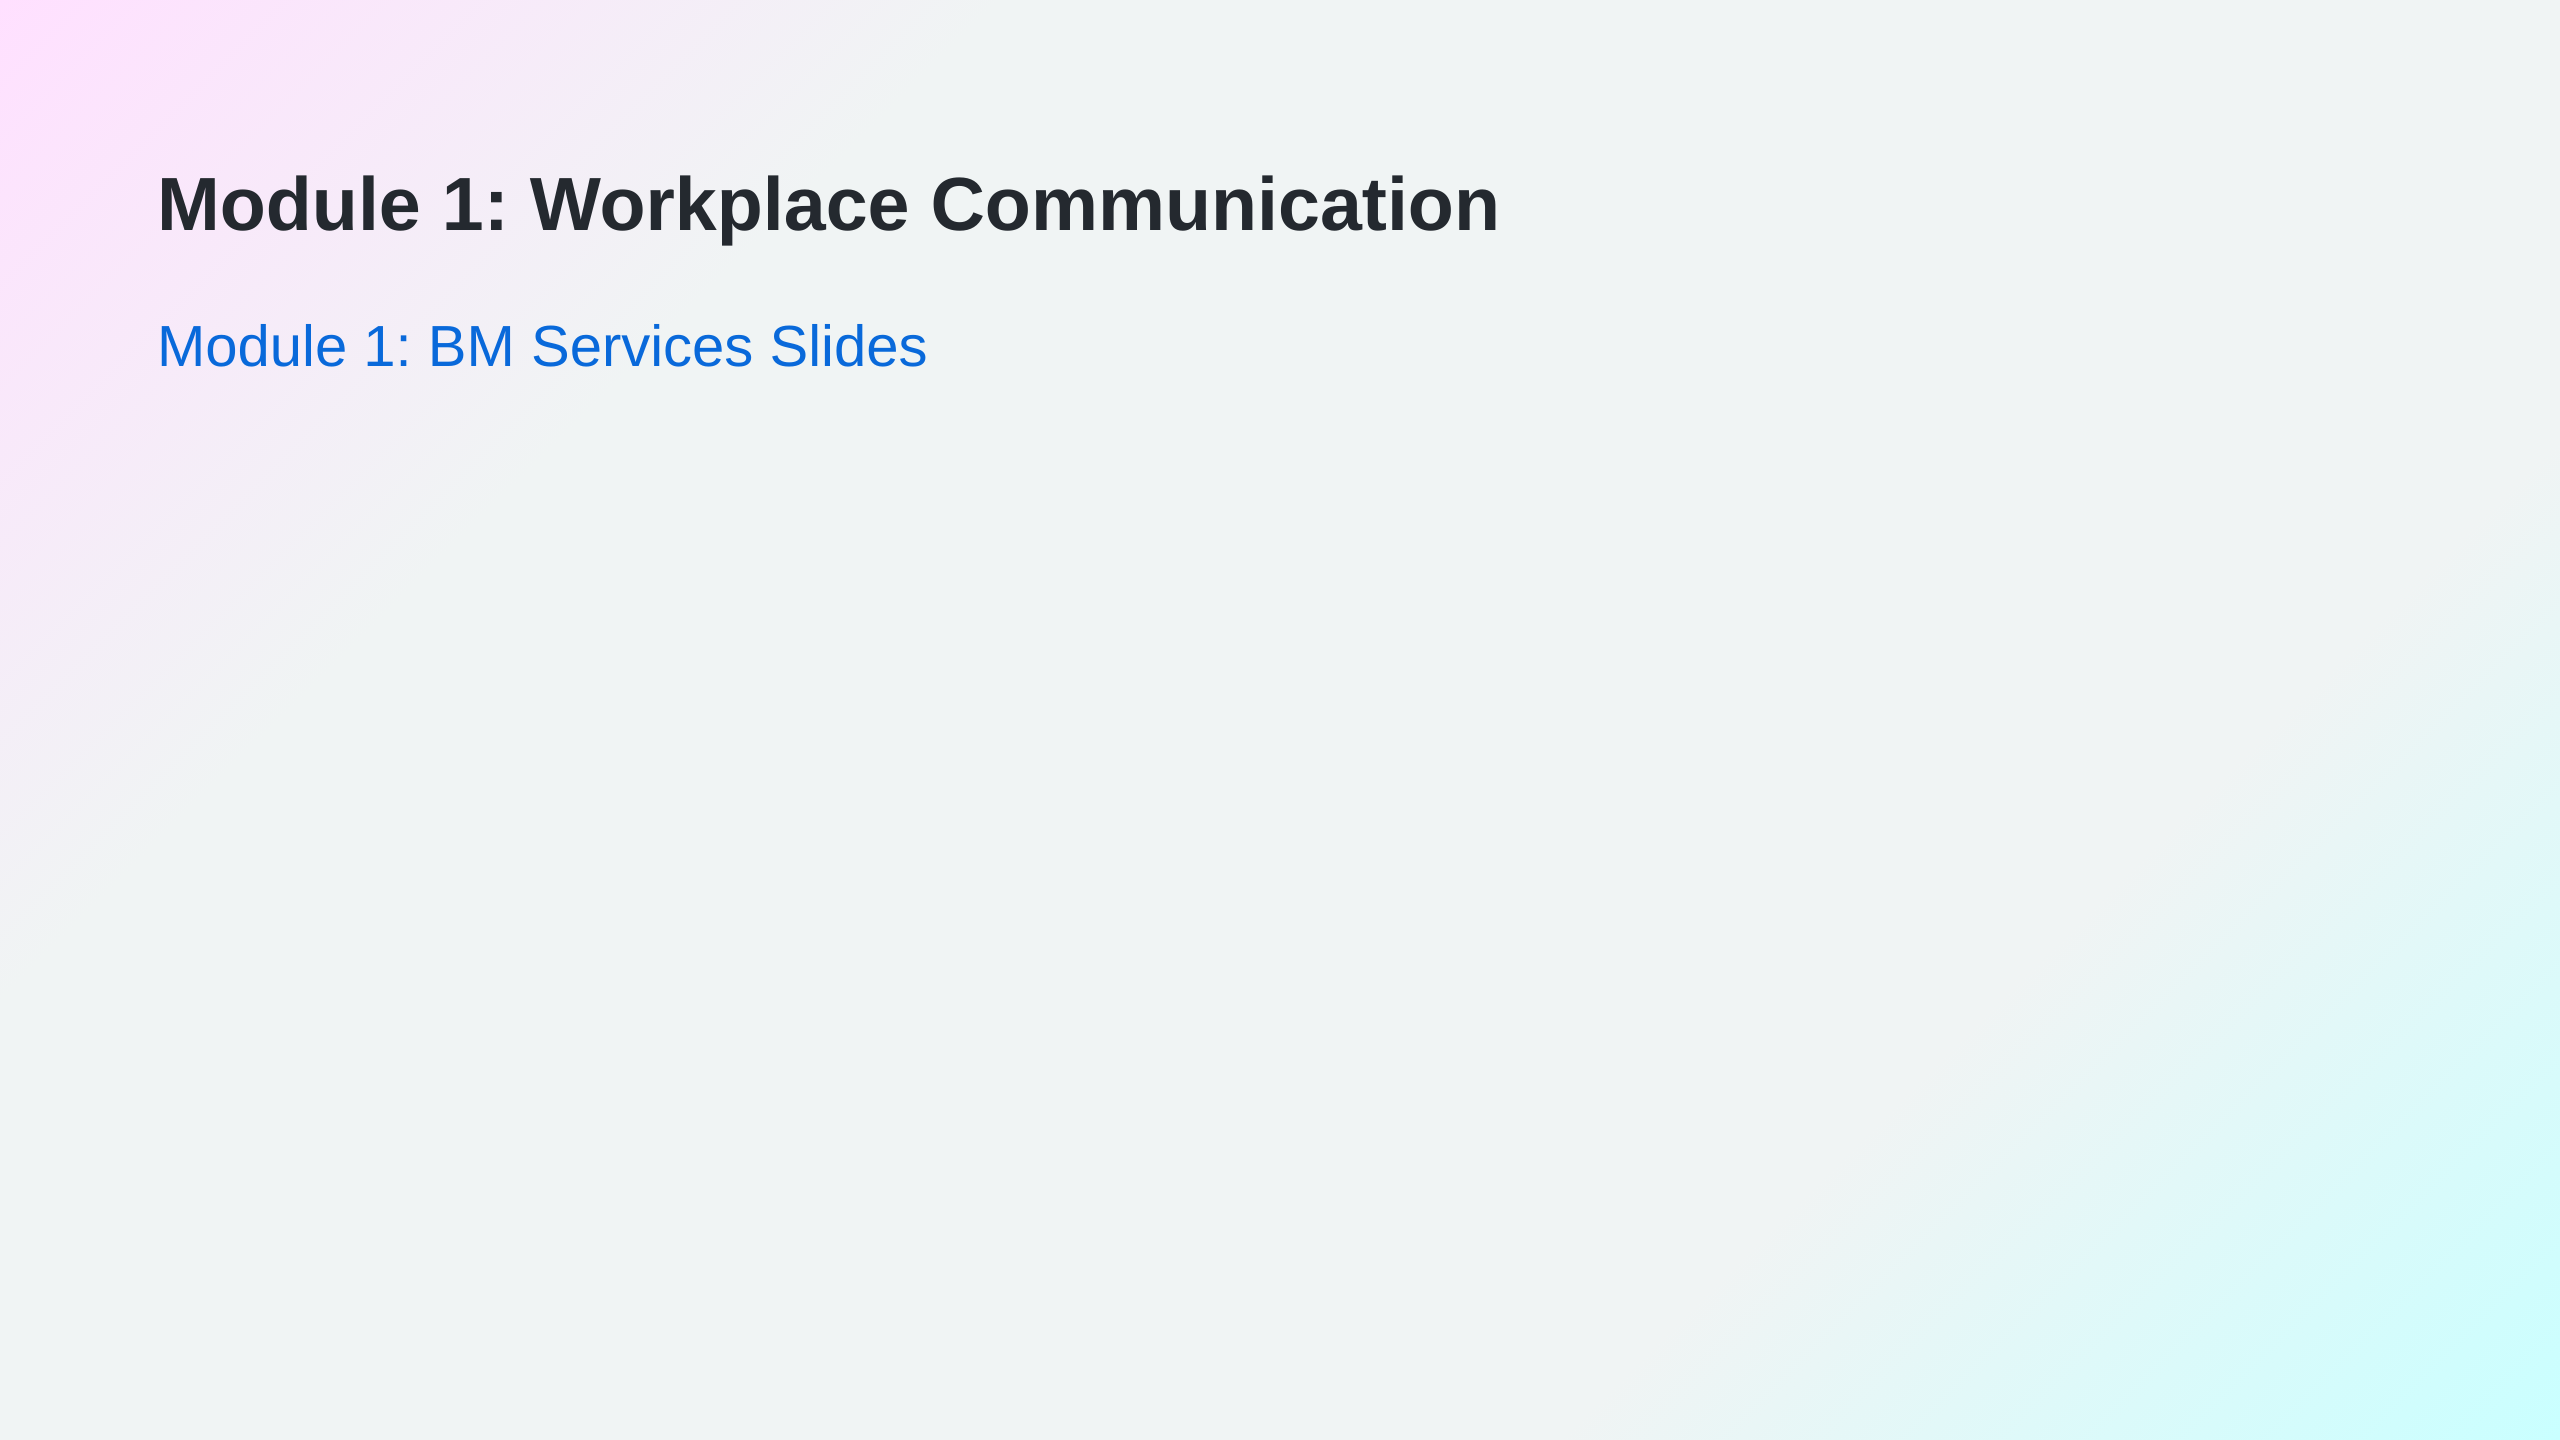 Module 1: Workplace Communication
Module 1: BM Services Slides